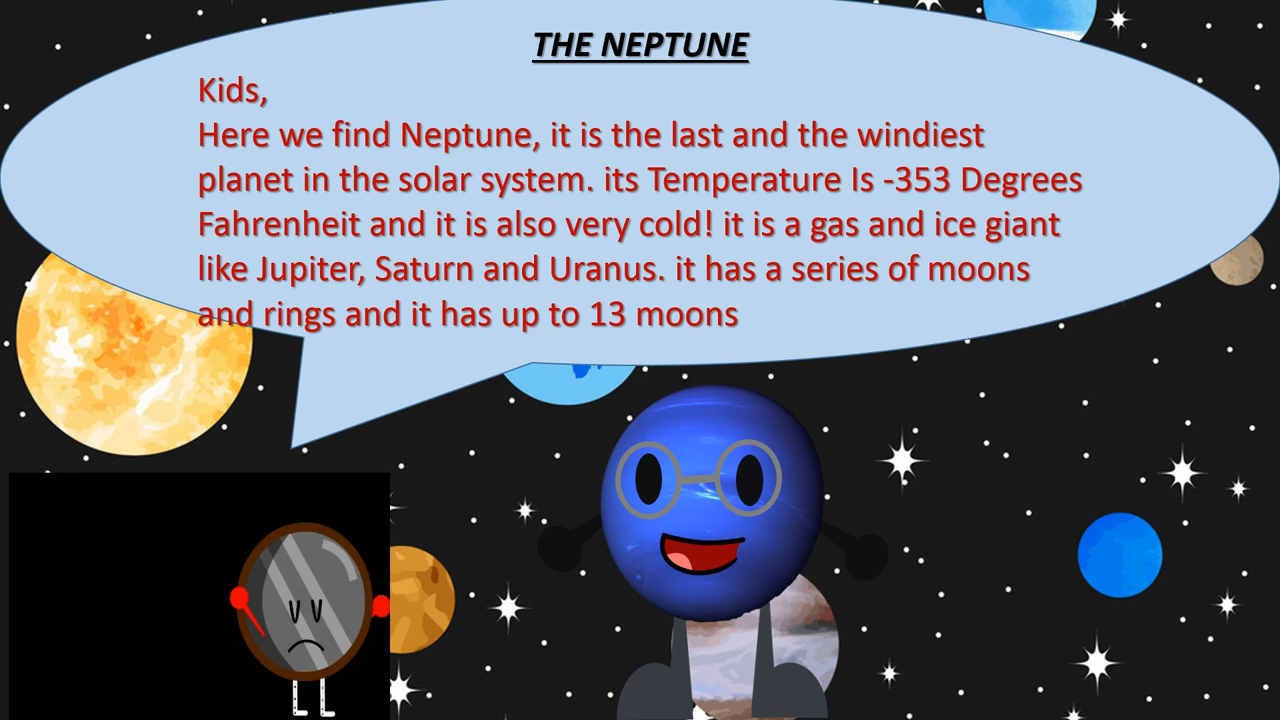 THE NEPTUNE
Kids,
Here we find Neptune, it is the last and the windiest
planet in the solar system. its Temperature Is -353 Degrees
Fahrenheit and it is also very cold! it is a gas and ice giant
like Jupiter, Saturn and Uranus. it has a series of moons
and rings and it has up to 13 moons